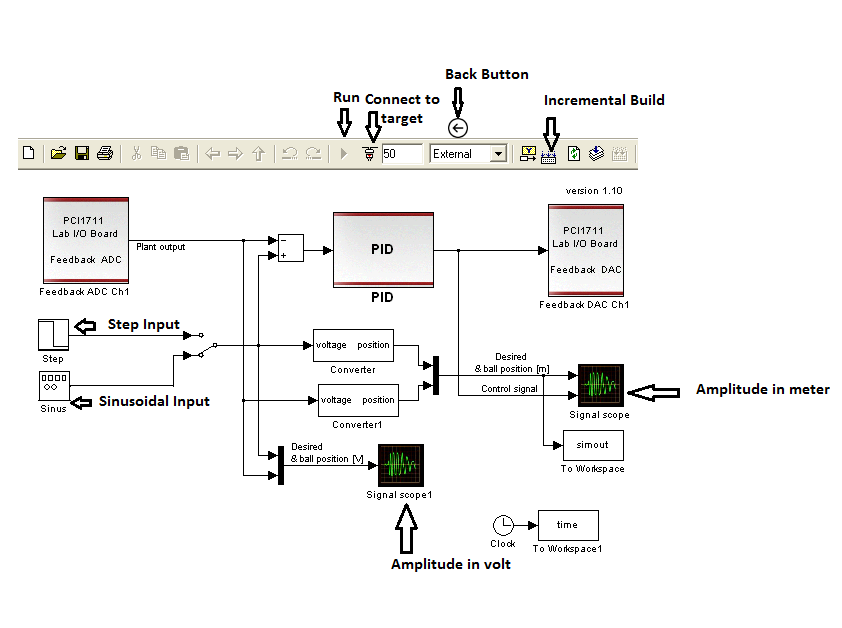 Back Button
Run
Connect to
target
Incremental Build
50
External
version 1.10
PCI1711
Lab I/O Board
Feedback ADC
Feedback ADC Ch1
Plant output
−
+
PID
PID
PCI1711
Lab I/O Board
Feedback DAC
Feedback DAC Ch1
Step Input
Step
Sinusoidal Input
Sinus
voltage position
Converter
voltage position
Converter1
Desired
& ball position [m]
Control signal
Signal scope
Amplitude in meter
simout
To Workspace
Desired
& ball position [V]
Signal scope1
Amplitude in volt
Clock
time
To Workspace1